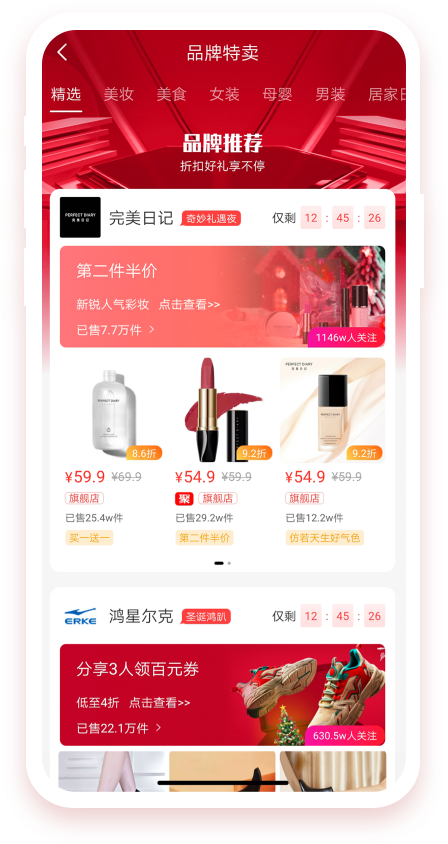 品牌特卖
精选 美妆 美食 女装 母婴 男装 居家日
品牌推荐
折扣好礼享不停
PERFECT DIARY
完美日记
完美日记 奇妙礼遇夜 仅剩 12 : 45 : 26
第二件半价
新锐人气彩妆 点击查看>>
已售7.7万件 >
1146w人关注
PERFECT DIARY
PERFECT DIARY
完美日记
8.6折 9.2折 9.2折
¥59.9 ¥69.9 ¥54.9 ¥59.9 ¥54.9 ¥59.9
旗舰店 聚 旗舰店 旗舰店
已售25.4w件 已售29.2w件 已售12.2w件
买一送一 第二件半价 仿若天生好气色
ERKE 鸿星尔克 圣诞鸿趴 仅剩 12 : 45 : 26
分享3人领百元券
低至4折 点击查看>>
已售22.1万件 >
630.5w人关注